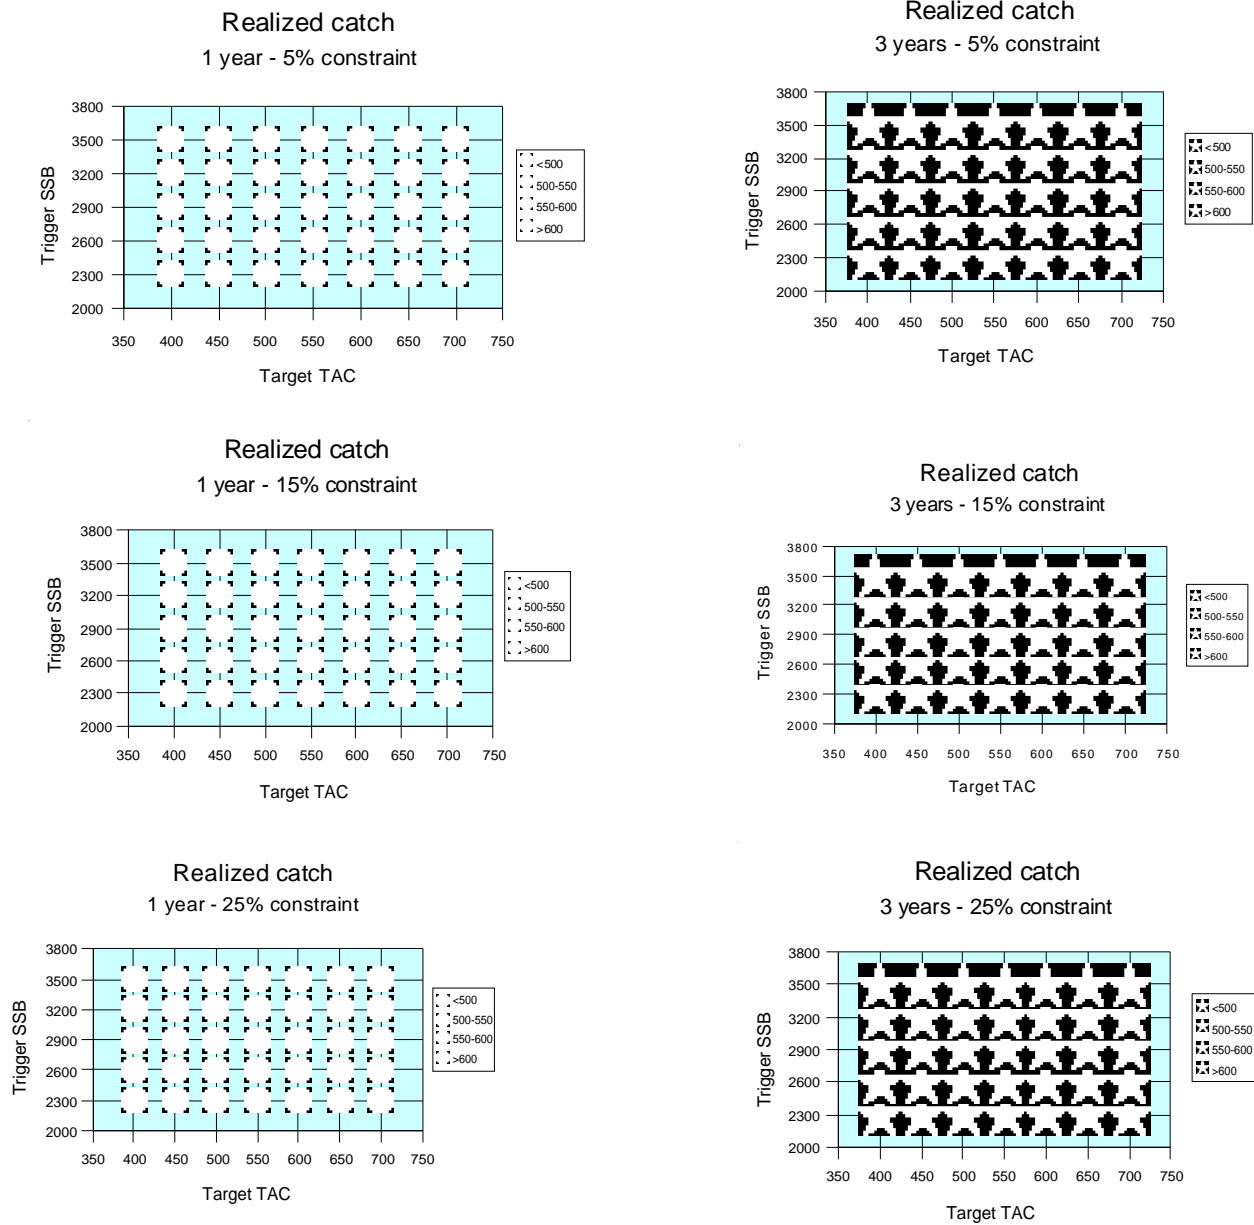 Realized catch
1 year - 5% constraint
3800
3500
3200
2900
2600
2300
2000
Trigger SSB
350 400 450 500 550 600 650 700 750
Target TAC
<500
500-550
550-600
>600
Realized catch
3 years - 5% constraint
3800
3500
3200
2900
2600
2300
2000
Trigger SSB
350 400 450 500 550 600 650 700 750
Target TAC
<500
500-550
550-600
>600
Realized catch
1 year - 15% constraint
3800
3500
3200
2900
2600
2300
2000
Trigger SSB
350 400 450 500 550 600 650 700 750
Target TAC
<500
500-550
550-600
>600
Realized catch
3 years - 15% constraint
3800
3500
3200
2900
2600
2300
2000
Trigger SSB
350 400 450 500 550 600 650 700 750
Target TAC
<500
500-550
550-600
>600
Realized catch
1 year - 25% constraint
3800
3500
3200
2900
2600
2300
2000
Trigger SSB
350 400 450 500 550 600 650 700 750
Target TAC
<500
500-550
550-600
>600
Realized catch
3 years - 25% constraint
3800
3500
3200
2900
2600
2300
2000
Trigger SSB
350 400 450 500 550 600 650 700 750
Target TAC
<500
500-550
550-600
>600